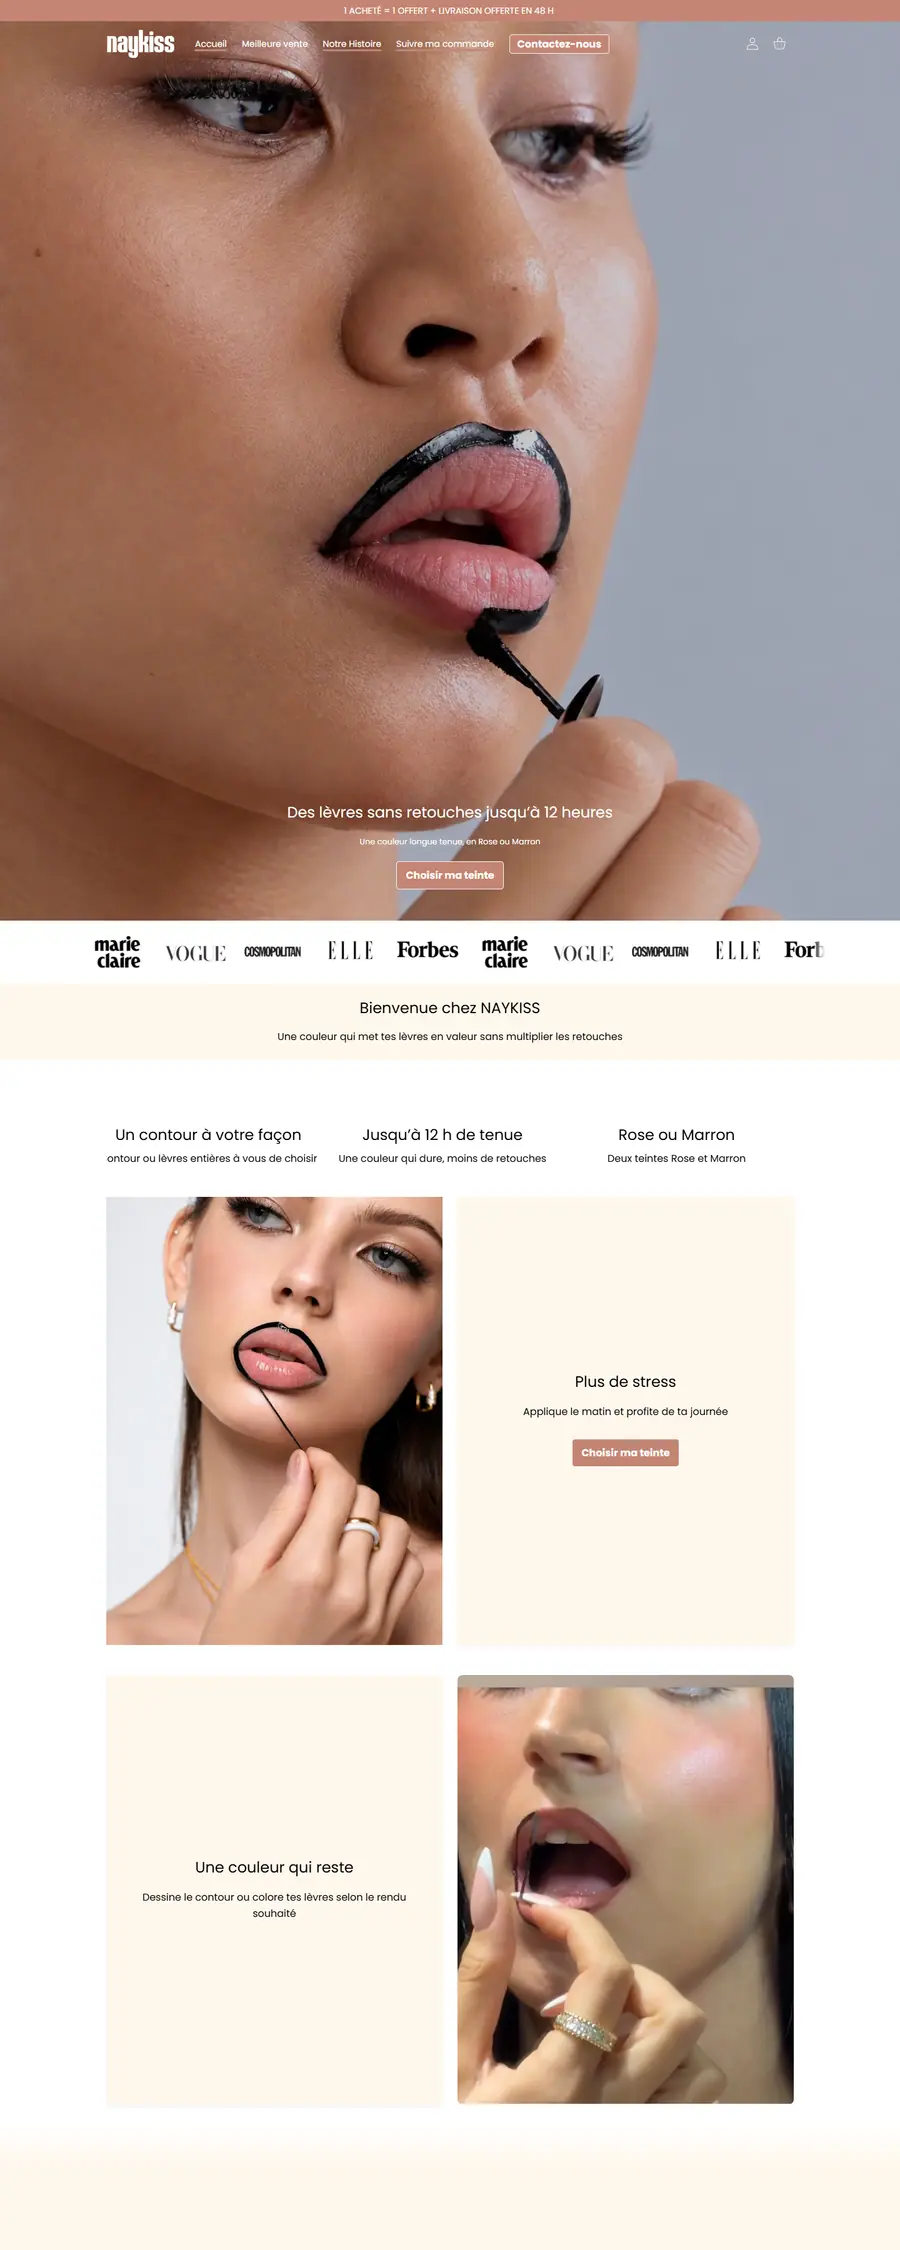 1 ACHETÉ = 1 OFFERT + LIVRAISON OFFERTE EN 48 H
naykiss
Accueil
Meilleure vente
Notre Histoire
Suivre ma commande
Contactez-nous
Des lèvres sans retouches jusqu'à 12 heures
Une couleur longue tenue, en Rose ou Marron
Choisir ma teinte
marie claire
VOGUE
COSMOPOLITAN
ELLE
Forbes
marie claire
VOGUE
COSMOPOLITAN
ELLE
Forb
Bienvenue chez NAYKISS
Une couleur qui met tes lèvres en valeur sans multiplier les retouches
Un contour à votre façon
ontour ou lèvres entières à vous de choisir
Jusqu'à 12 h de tenue
Une couleur qui dure, moins de retouches
Rose ou Marron
Deux teintes Rose et Marron
Plus de stress
Applique le matin et profite de ta journée
Choisir ma teinte
Une couleur qui reste
Dessine le contour ou colore tes lèvres selon le rendu
souhaité